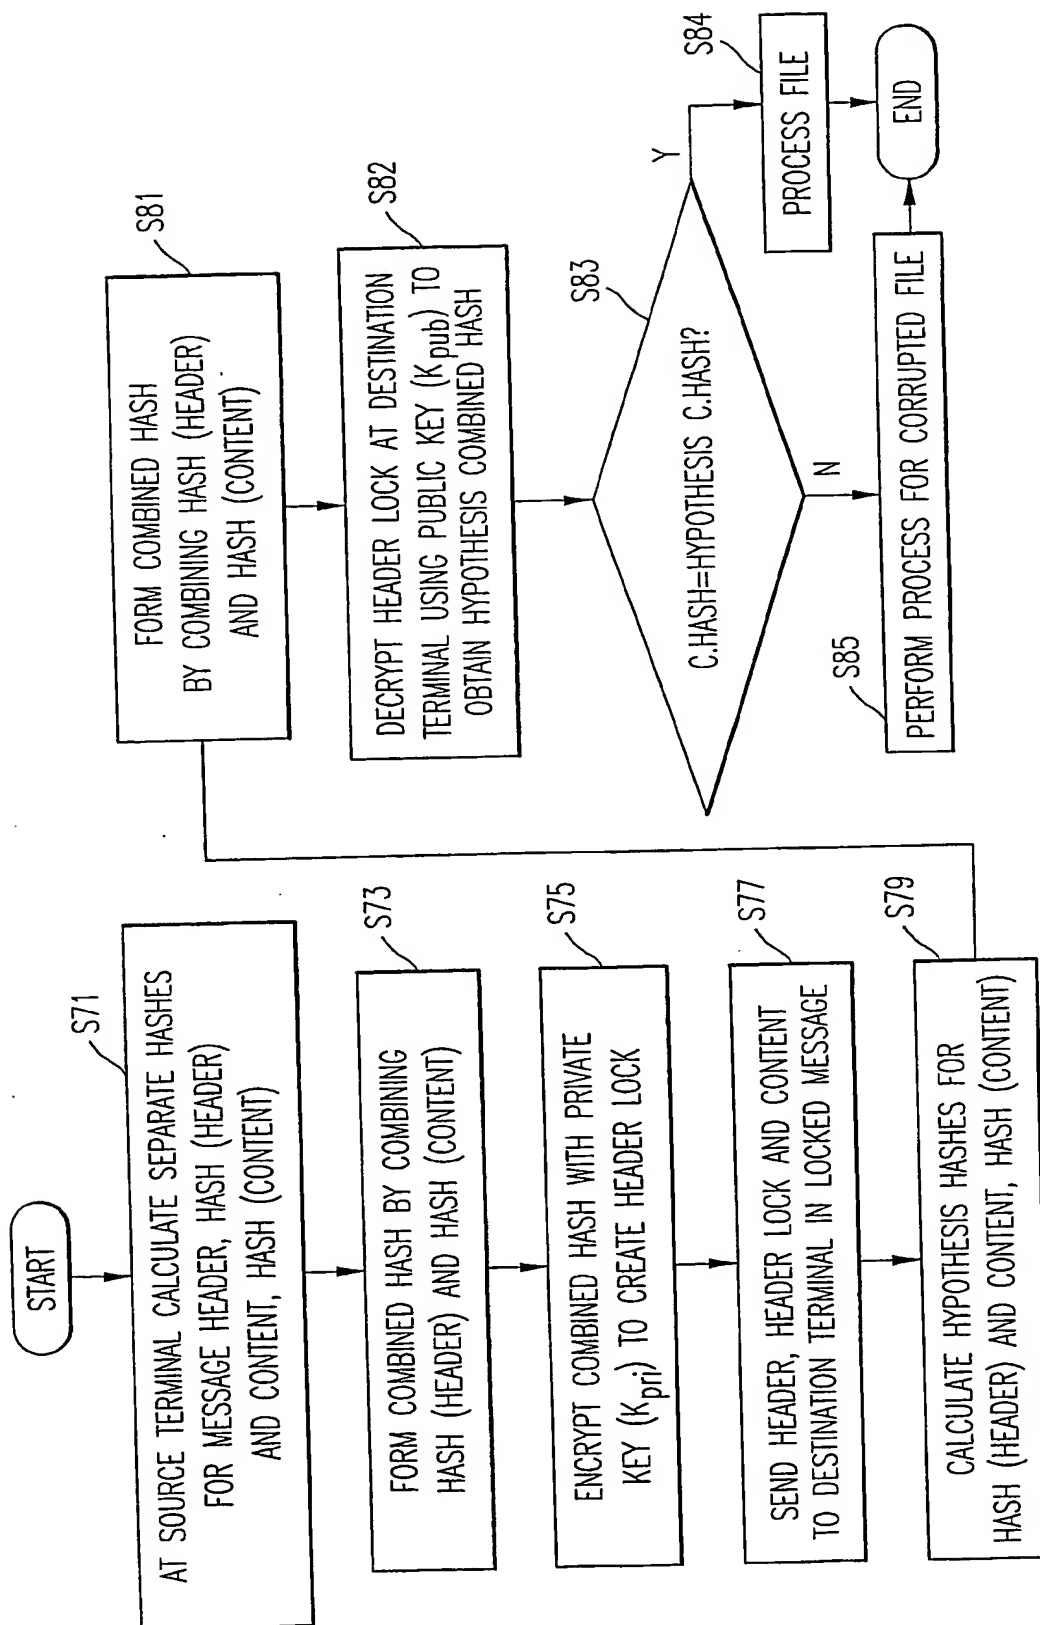 START
S71
AT SOURCE TERMINAL CALCULATE SEPARATE HASHES
FOR MESSAGE HEADER, HASH (HEADER)
AND CONTENT, HASH (CONTENT)
S73
FORM COMBINED HASH BY COMBINING
HASH (HEADER) AND HASH (CONTENT)
S75
ENCRYPT COMBINED HASH WITH PRIVATE
KEY (Kpri) TO CREATE HEADER LOCK
S77
SEND HEADER, HEADER LOCK AND CONTENT
TO DESTINATION TERMINAL IN LOCKED MESSAGE
S79
CALCULATE HYPOTHESIS HASHES FOR
HASH (HEADER) AND CONTENT, HASH (CONTENT)
S81
FORM COMBINED HASH
BY COMBINING HASH (HEADER)
AND HASH (CONTENT)
S82
DECRYPT HEADER LOCK AT DESTINATION
TERMINAL USING PUBLIC KEY (Kpub) TO
OBTAIN HYPOTHESIS COMBINED HASH
S83
C.HASH=HYPOTHESIS C.HASH?
Y
N
S84
PROCESS FILE
S85
PERFORM PROCESS FOR CORRUPTED FILE
END